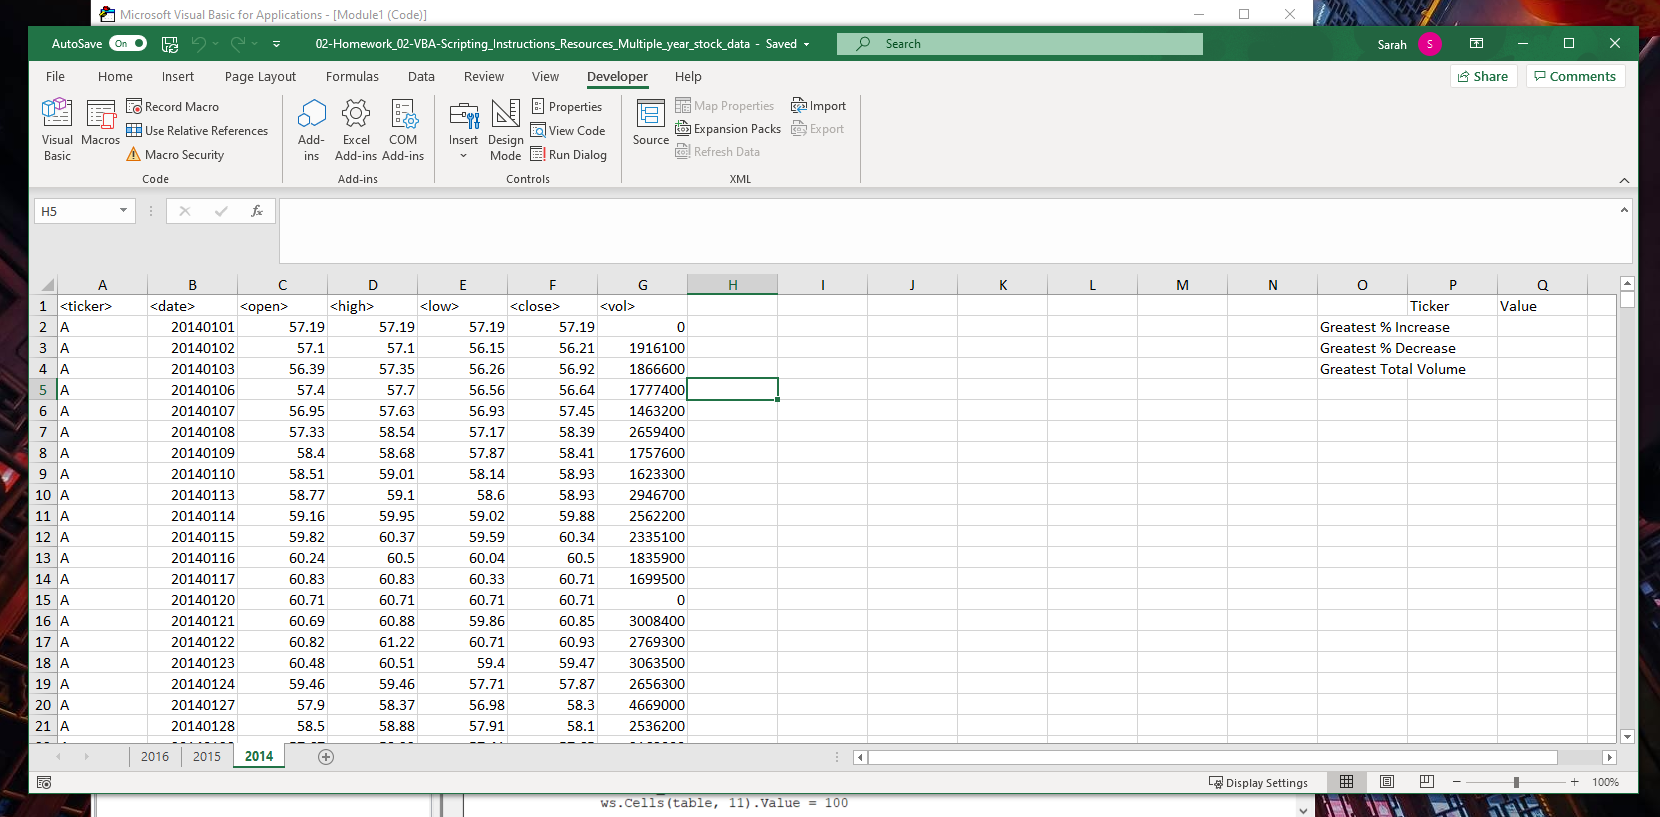 Microsoft Visual Basic for Applications - [Module1 (Code)]
AutoSave On 02-Homework_02-VBA-Scripting_Instructions_Resources_Multiple_year_stock_data - Saved Search Sarah S
File Home Insert Page Layout Formulas Data Review View Developer Help Share Comments
Visual Basic
Macros
Record Macro
Use Relative References
Macro Security
Code
Add-ins
Excel Add-ins
COM Add-ins
Add-ins
Insert
Design Mode
Properties
View Code
Run Dialog
Controls
Source
Map Properties
Expansion Packs
Refresh Data
Import
Export
XML
H5 fx
A B C D E F G H I J K L M N O P Q
1 <ticker> <date> <open> <high> <low> <close> <vol> Ticker Value
2 A 20140101 57.19 57.19 57.19 57.19 0 Greatest % Increase
3 A 20140102 57.1 57.1 56.15 56.21 1916100 Greatest % Decrease
4 A 20140103 56.39 57.35 56.26 56.92 1866600 Greatest Total Volume
5 A 20140106 57.4 57.7 56.56 56.64 1777400
6 A 20140107 56.95 57.63 56.93 57.45 1463200
7 A 20140108 57.33 58.54 57.17 58.39 2659400
8 A 20140109 58.4 58.68 57.87 58.41 1757600
9 A 20140110 58.51 59.01 58.14 58.93 1623300
10 A 20140113 58.77 59.1 58.6 58.93 2946700
11 A 20140114 59.16 59.95 59.02 59.88 2562200
12 A 20140115 59.82 60.37 59.59 60.34 2335100
13 A 20140116 60.24 60.5 60.04 60.5 1835900
14 A 20140117 60.83 60.83 60.33 60.71 1699500
15 A 20140120 60.71 60.71 60.71 60.71 0
16 A 20140121 60.69 60.88 59.86 60.85 3008400
17 A 20140122 60.82 61.22 60.71 60.93 2769300
18 A 20140123 60.48 60.51 59.4 59.47 3063500
19 A 20140124 59.46 59.46 57.71 57.87 2656300
20 A 20140127 57.9 58.37 56.98 58.3 4669000
21 A 20140128 58.5 58.88 57.91 58.1 2536200
2016 2015 2014
Display Settings 100%
ws.Cells(table, 11).Value = 100